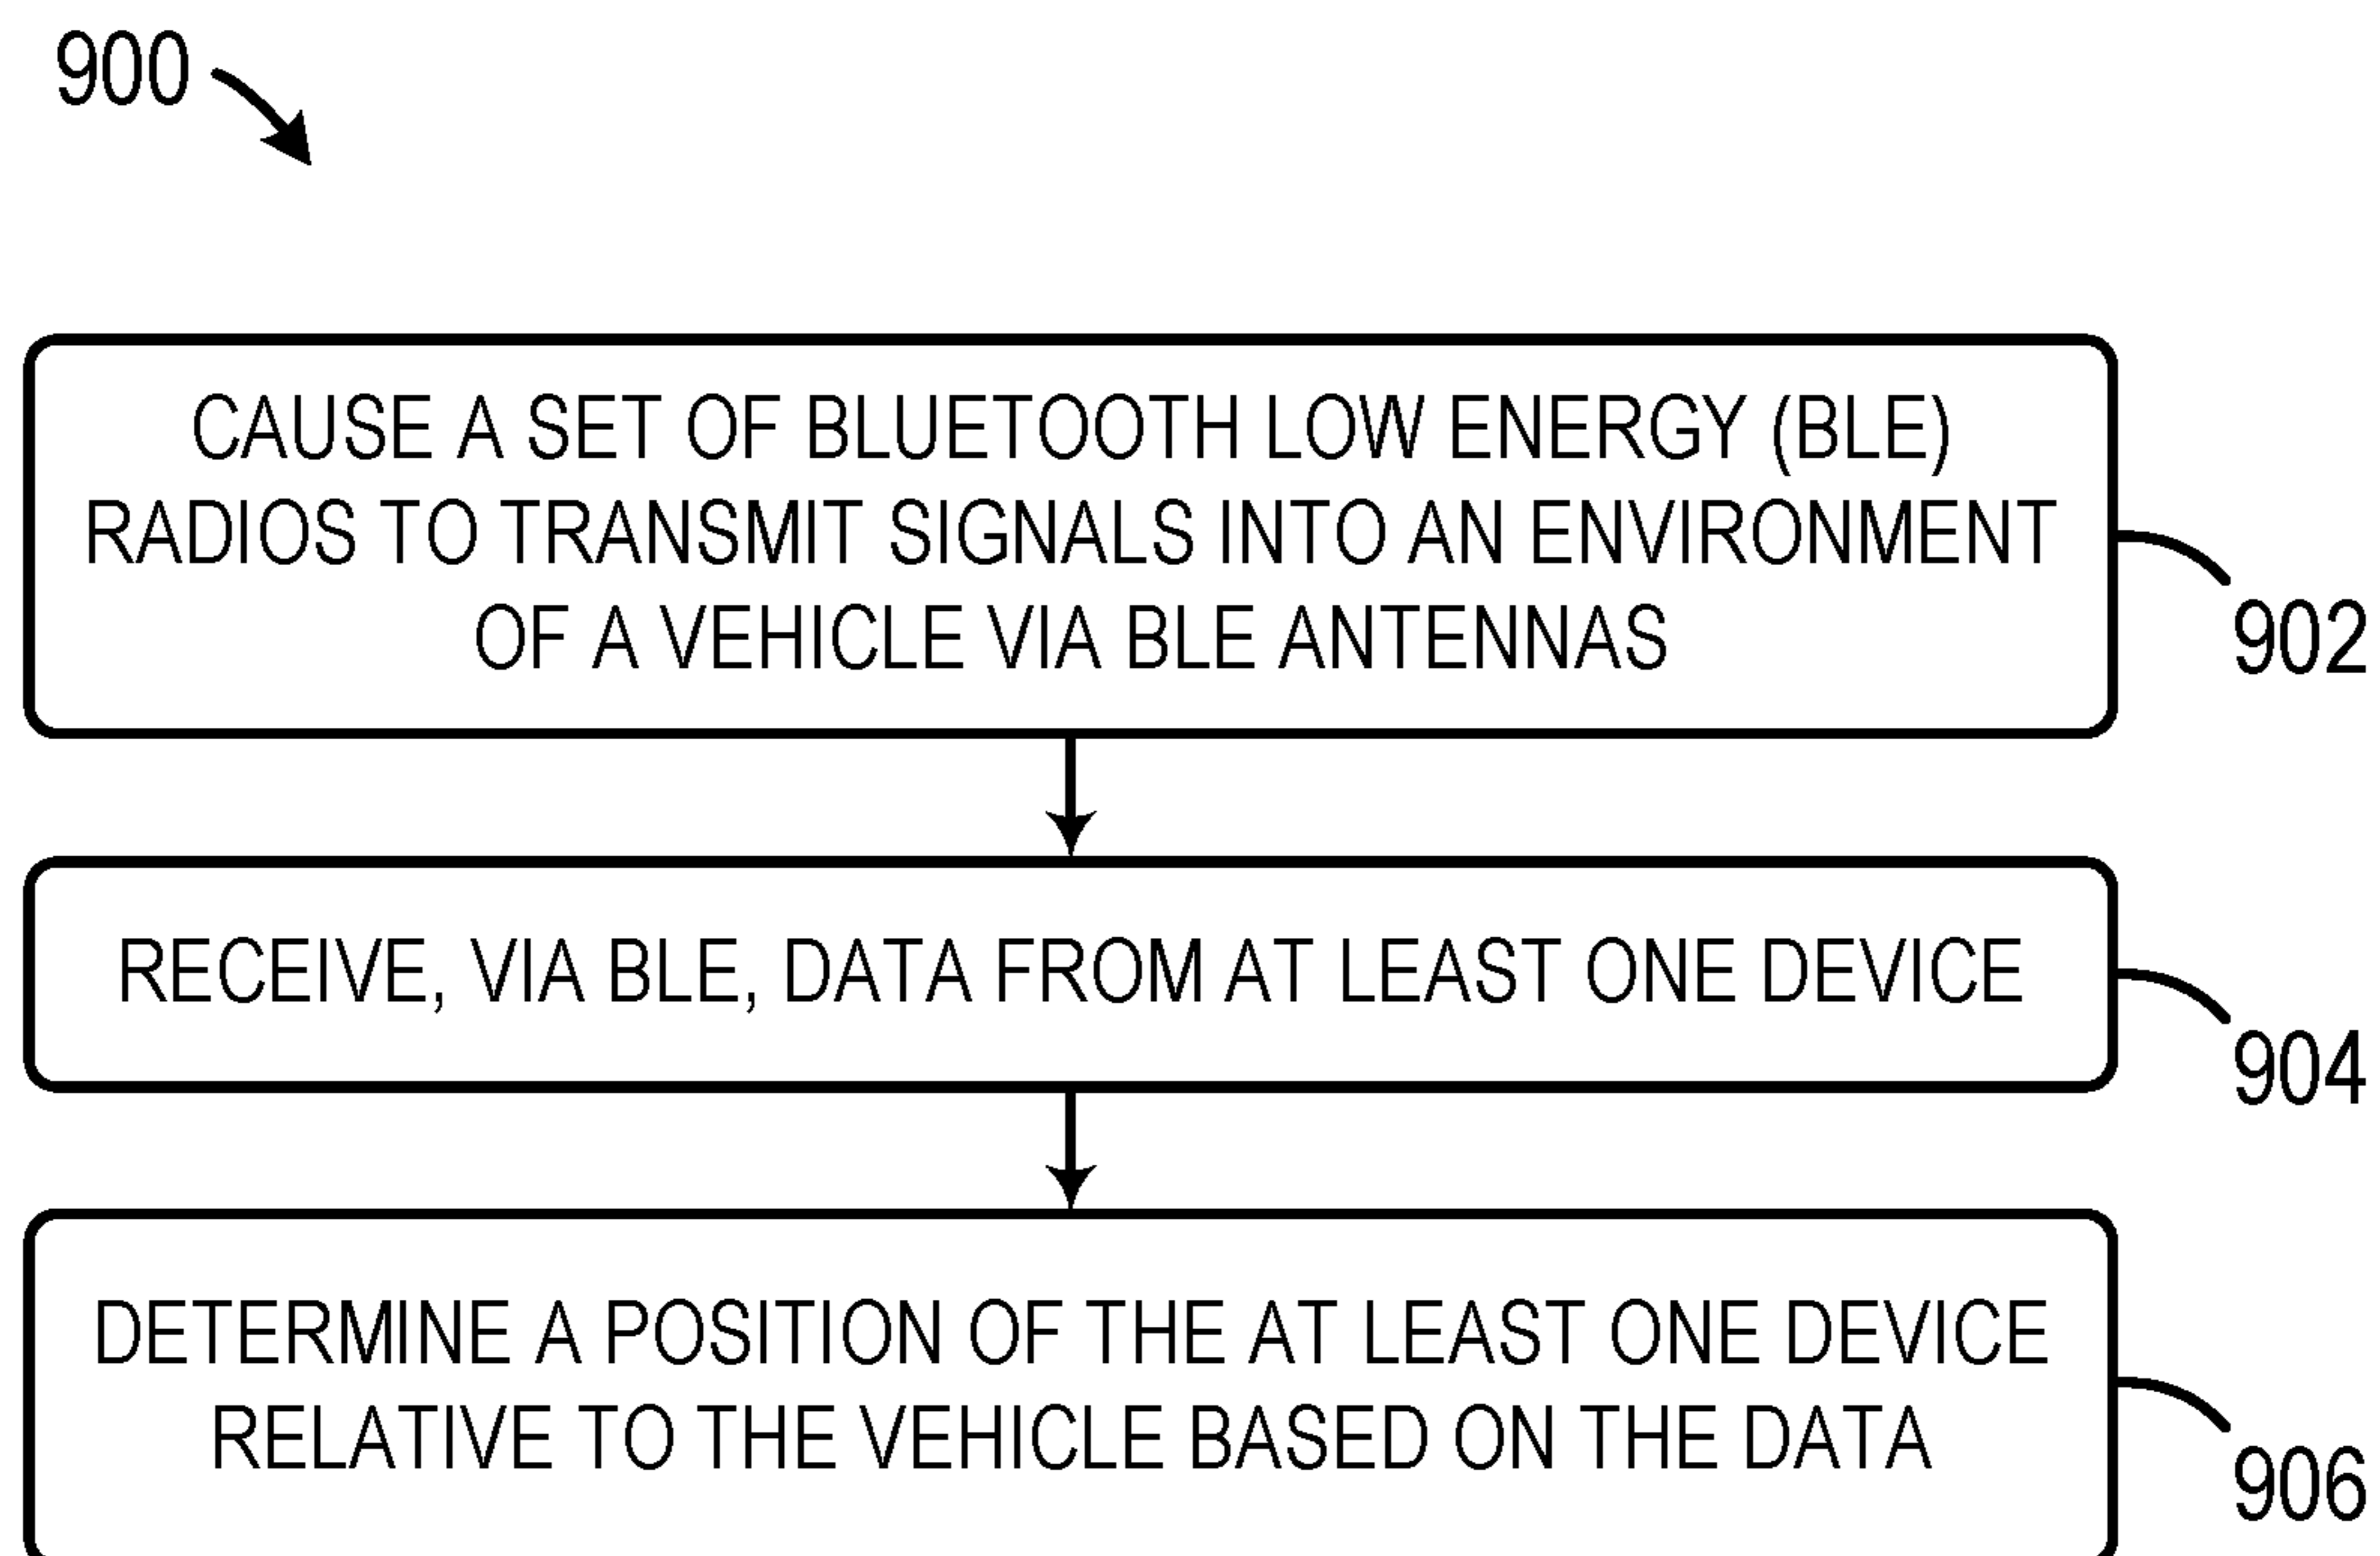 900
CAUSE A SET OF BLUETOOTH LOW ENERGY (BLE)
RADIOS TO TRANSMIT SIGNALS INTO AN ENVIRONMENT
OF A VEHICLE VIA BLE ANTENNAS
902
RECEIVE, VIA BLE, DATA FROM AT LEAST ONE DEVICE
904
DETERMINE A POSITION OF THE AT LEAST ONE DEVICE
RELATIVE TO THE VEHICLE BASED ON THE DATA
906